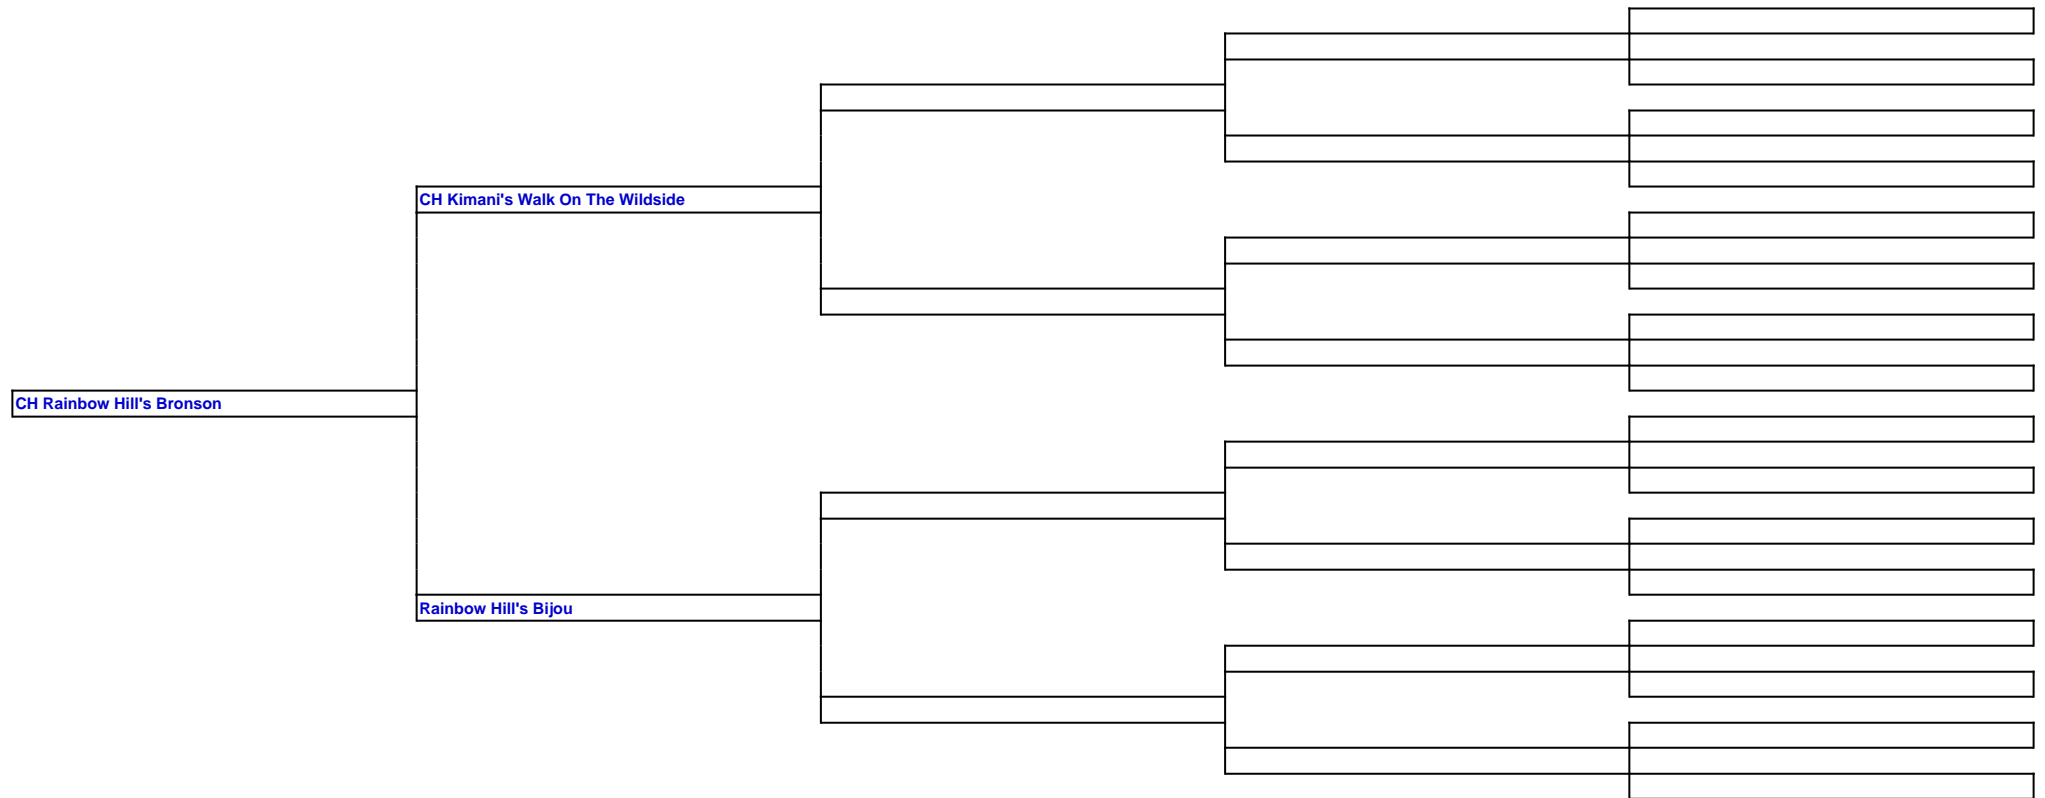 CH Kimani's Walk On The Wildside
CH Rainbow Hill's Bronson
Rainbow Hill's Bijou